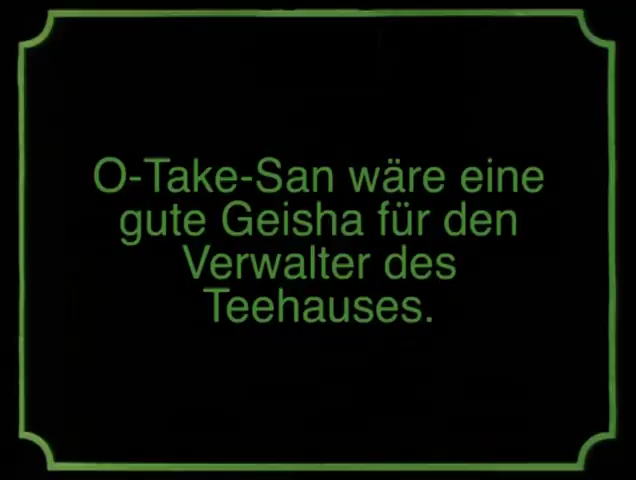 O-Take-San wäre eine
gute Geisha für den
Verwalter des
Teehauses.